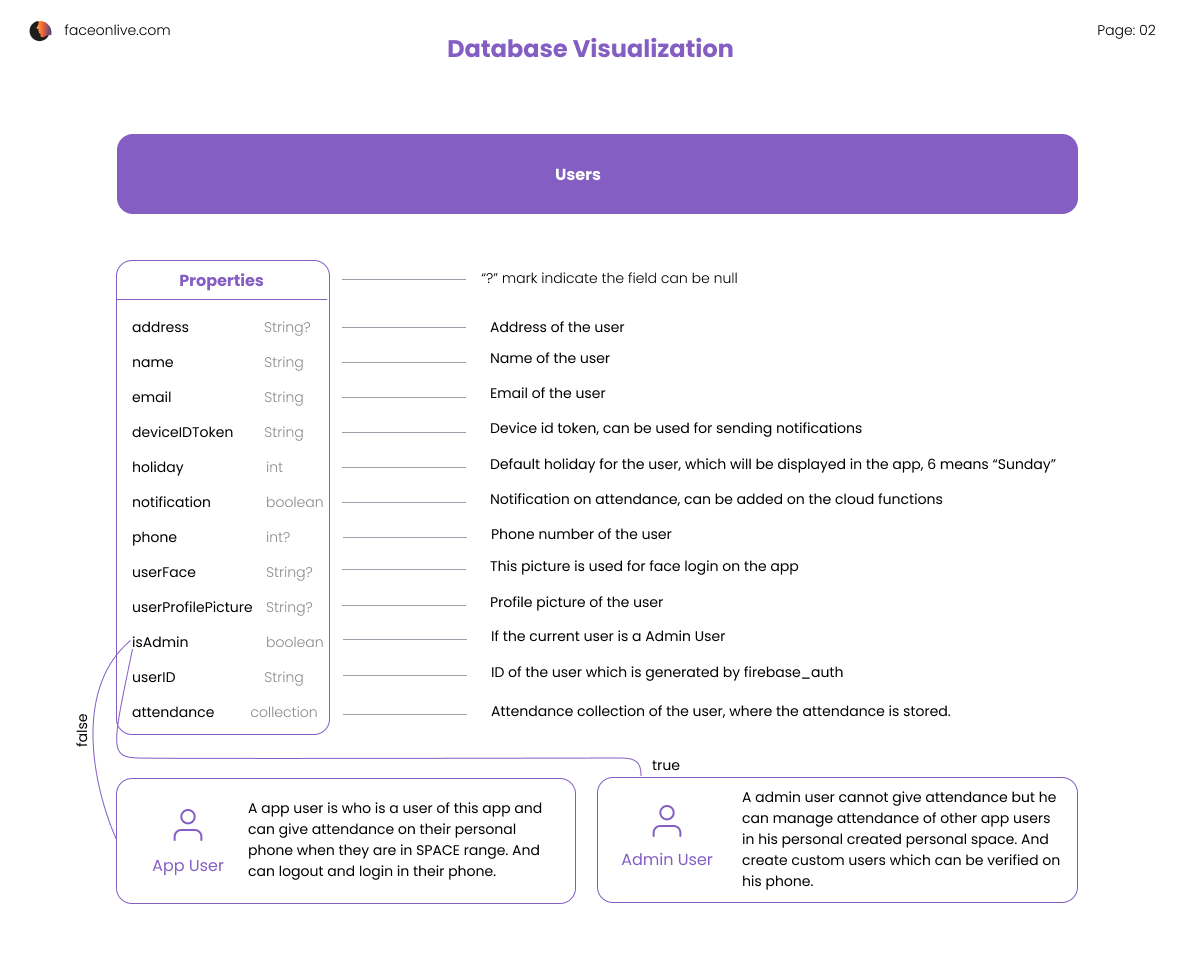 faceonlive.com
Page: 02
Database Visualization
Users
Properties
“?” mark indicate the field can be null
address String? Address of the user
name String Name of the user
email String Email of the user
deviceIDToken String Device id token, can be used for sending notifications
holiday int Default holiday for the user, which will be displayed in the app, 6 means “Sunday”
notification boolean Notification on attendance, can be added on the cloud functions
phone int? Phone number of the user
userFace String? This picture is used for face login on the app
userProfilePicture String? Profile picture of the user
isAdmin boolean If the current user is a Admin User
userID String ID of the user which is generated by firebase_auth
attendance collection Attendance collection of the user, where the attendance is stored.
false
true
App User
A app user is who is a user of this app and
can give attendance on their personal
phone when they are in SPACE range. And
can logout and login in their phone.
Admin User
A admin user cannot give attendance but he
can manage attendance of other app users
in his personal created personal space. And
create custom users which can be verified on
his phone.